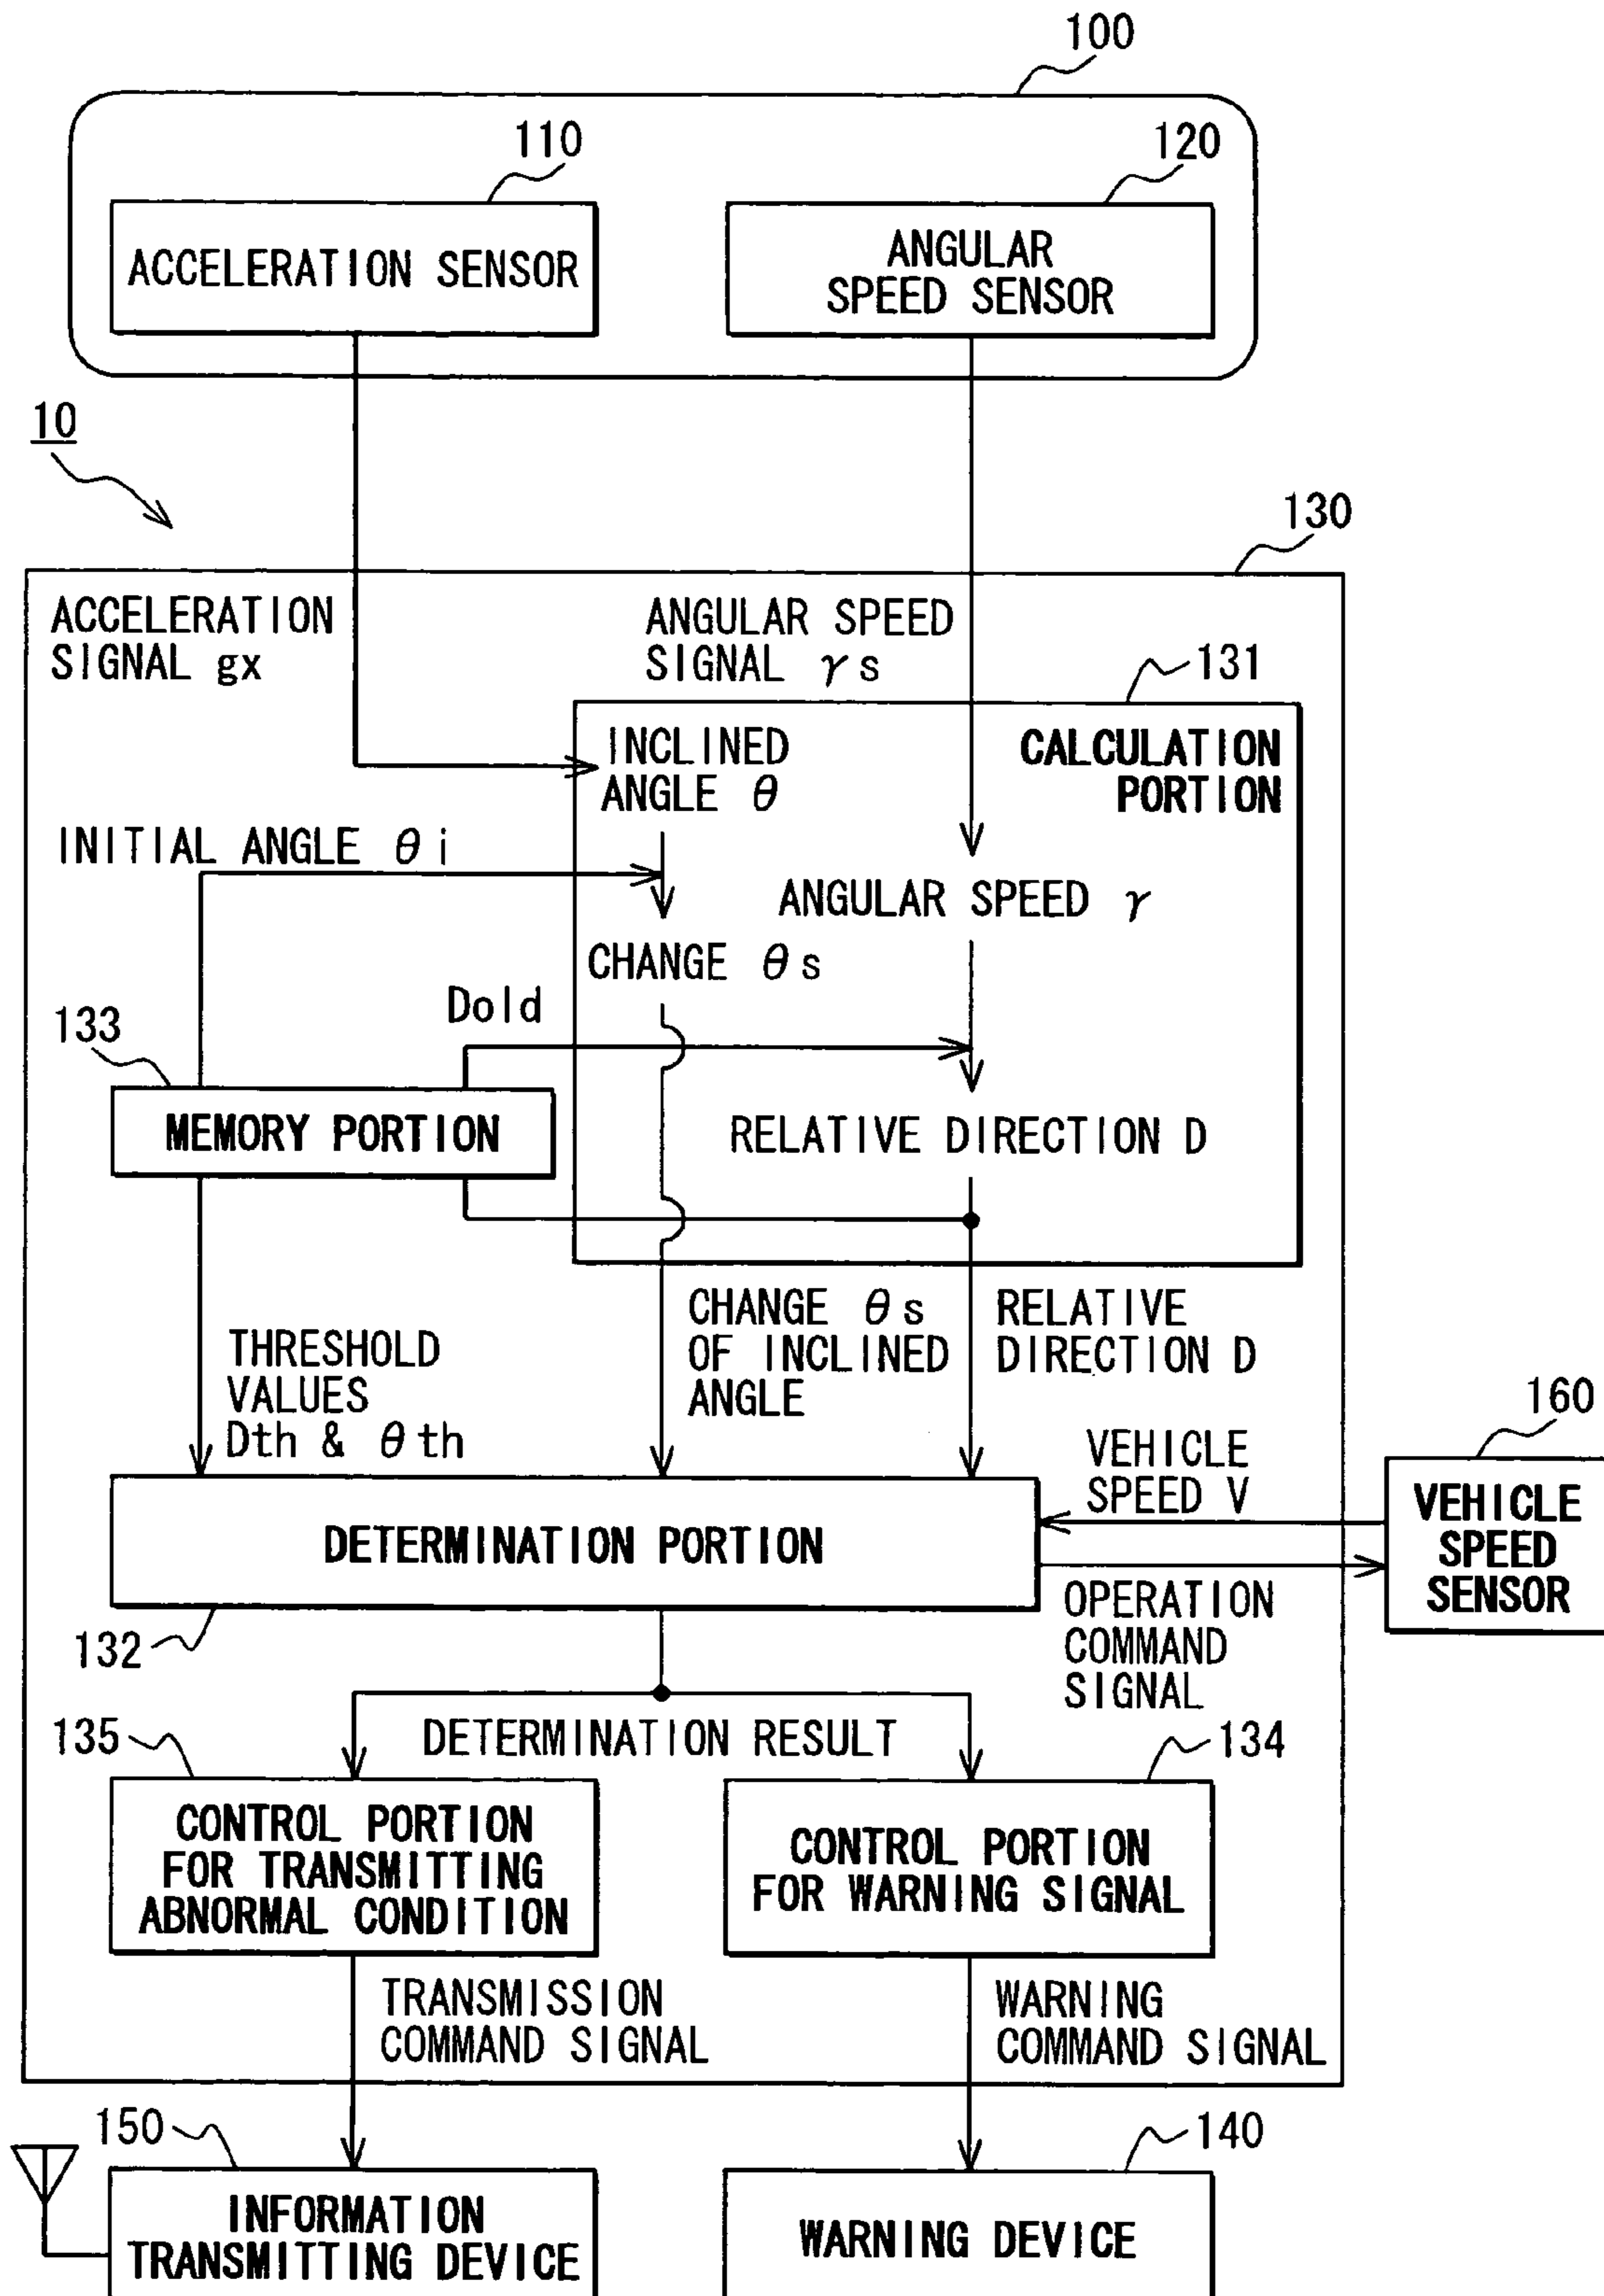 100
110
120
ACCELERATION SENSOR
ANGULAR
SPEED SENSOR
10
130
ACCELERATION
SIGNAL gx
ANGULAR SPEED
SIGNAL γs
131
INCLINED
ANGLE θ
CALCULATION
PORTION
INITIAL ANGLE θi
ANGULAR SPEED γ
CHANGE θs
Dold
133
MEMORY PORTION
RELATIVE DIRECTION D
CHANGE θs
OF INCLINED
ANGLE
RELATIVE
DIRECTION D
THRESHOLD
VALUES
Dth & θth
160
VEHICLE
SPEED V
VEHICLE
SPEED
SENSOR
DETERMINATION PORTION
OPERATION
COMMAND
SIGNAL
132
135
DETERMINATION RESULT
134
CONTROL PORTION
FOR TRANSMITTING
ABNORMAL CONDITION
CONTROL PORTION
FOR WARNING SIGNAL
TRANSMISSION
COMMAND SIGNAL
WARNING
COMMAND SIGNAL
150
140
INFORMATION
TRANSMITTING DEVICE
WARNING DEVICE